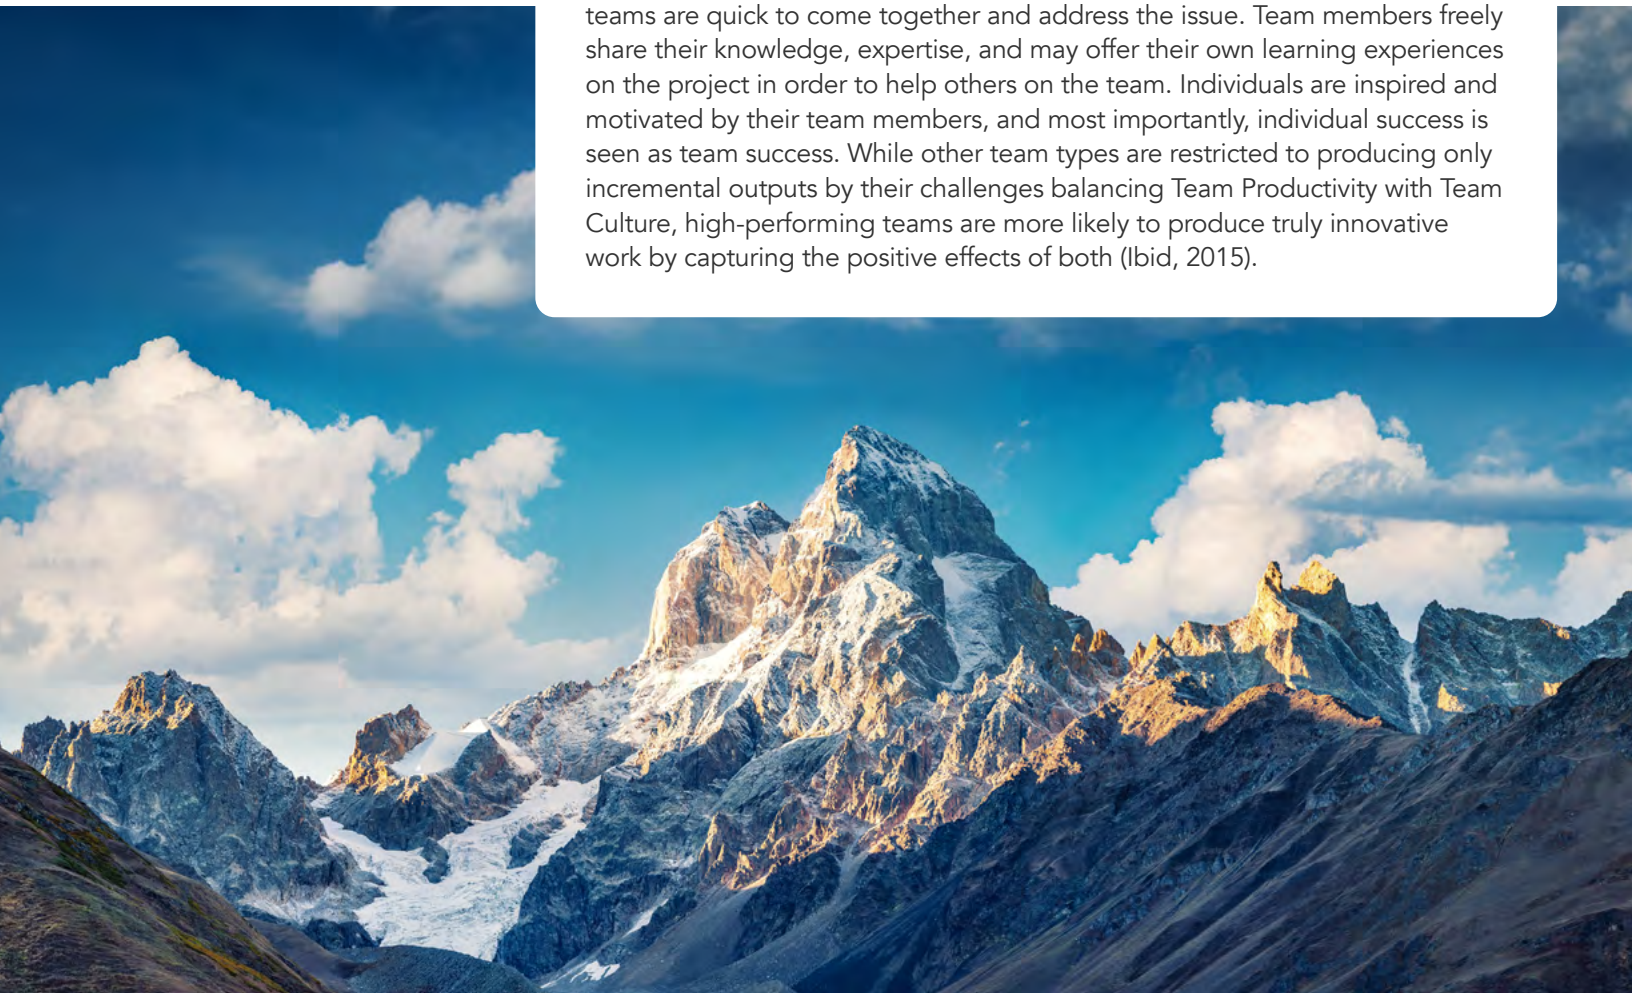 teams are quick to come together and address the issue. Team members freely
share their knowledge, expertise, and may offer their own learning experiences
on the project in order to help others on the team. Individuals are inspired and
motivated by their team members, and most importantly, individual success is
seen as team success. While other team types are restricted to producing only
incremental outputs by their challenges balancing Team Productivity with Team
Culture, high-performing teams are more likely to produce truly innovative
work by capturing the positive effects of both (Ibid, 2015).